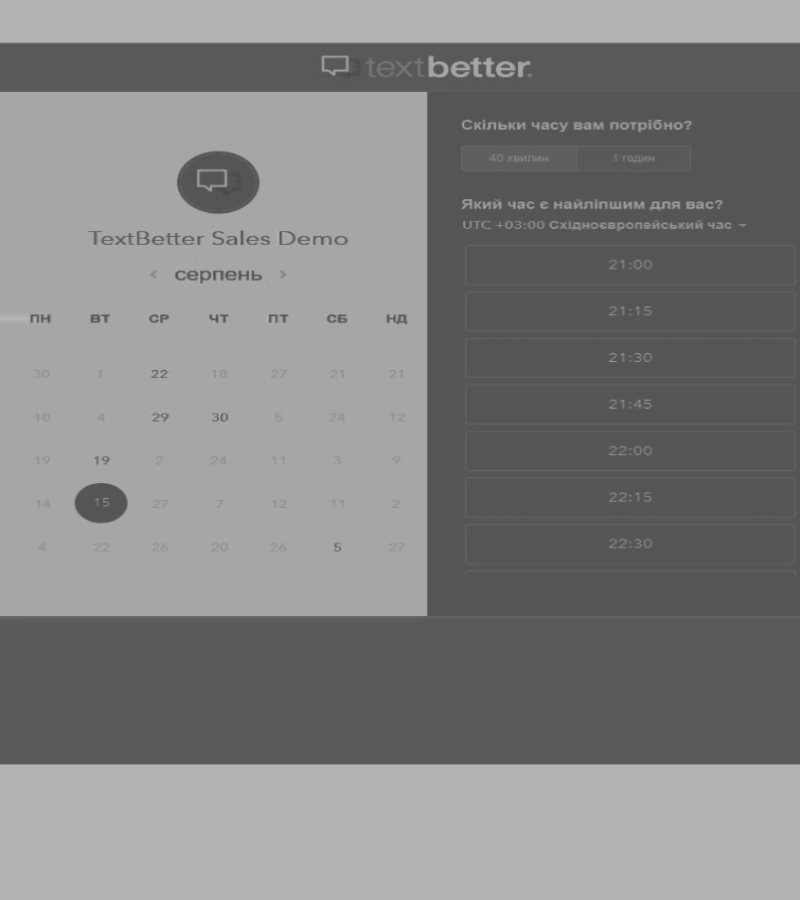 textbetter.
TextBetter Sales Demo
< серпень >
ПН ВТ СР ЧТ ПТ СБ НД
30 1 22 18 27 21 21
10 4 29 30 5 24 12
19 19 2 24 11 3 9
14 15 27 7 12 11 2
4 22 26 20 26 5 27
Скільки часу вам потрібно?
40 хвилин 1 годин
Який час є найліпшим для вас?
UTC +03:00 Східноєвропейський час
21:00
21:15
21:30
21:45
22:00
22:15
22:30